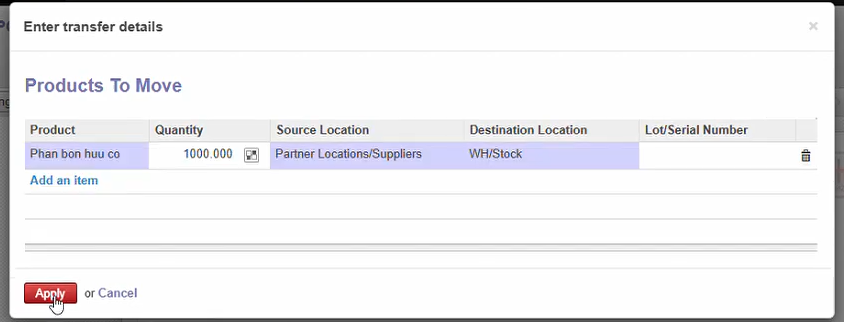 Enter transfer details ×
Products To Move
Product Quantity Source Location Destination Location Lot/Serial Number
Phan bon huu co 1000.000 Partner Locations/Suppliers WH/Stock
Add an item
Apply or Cancel